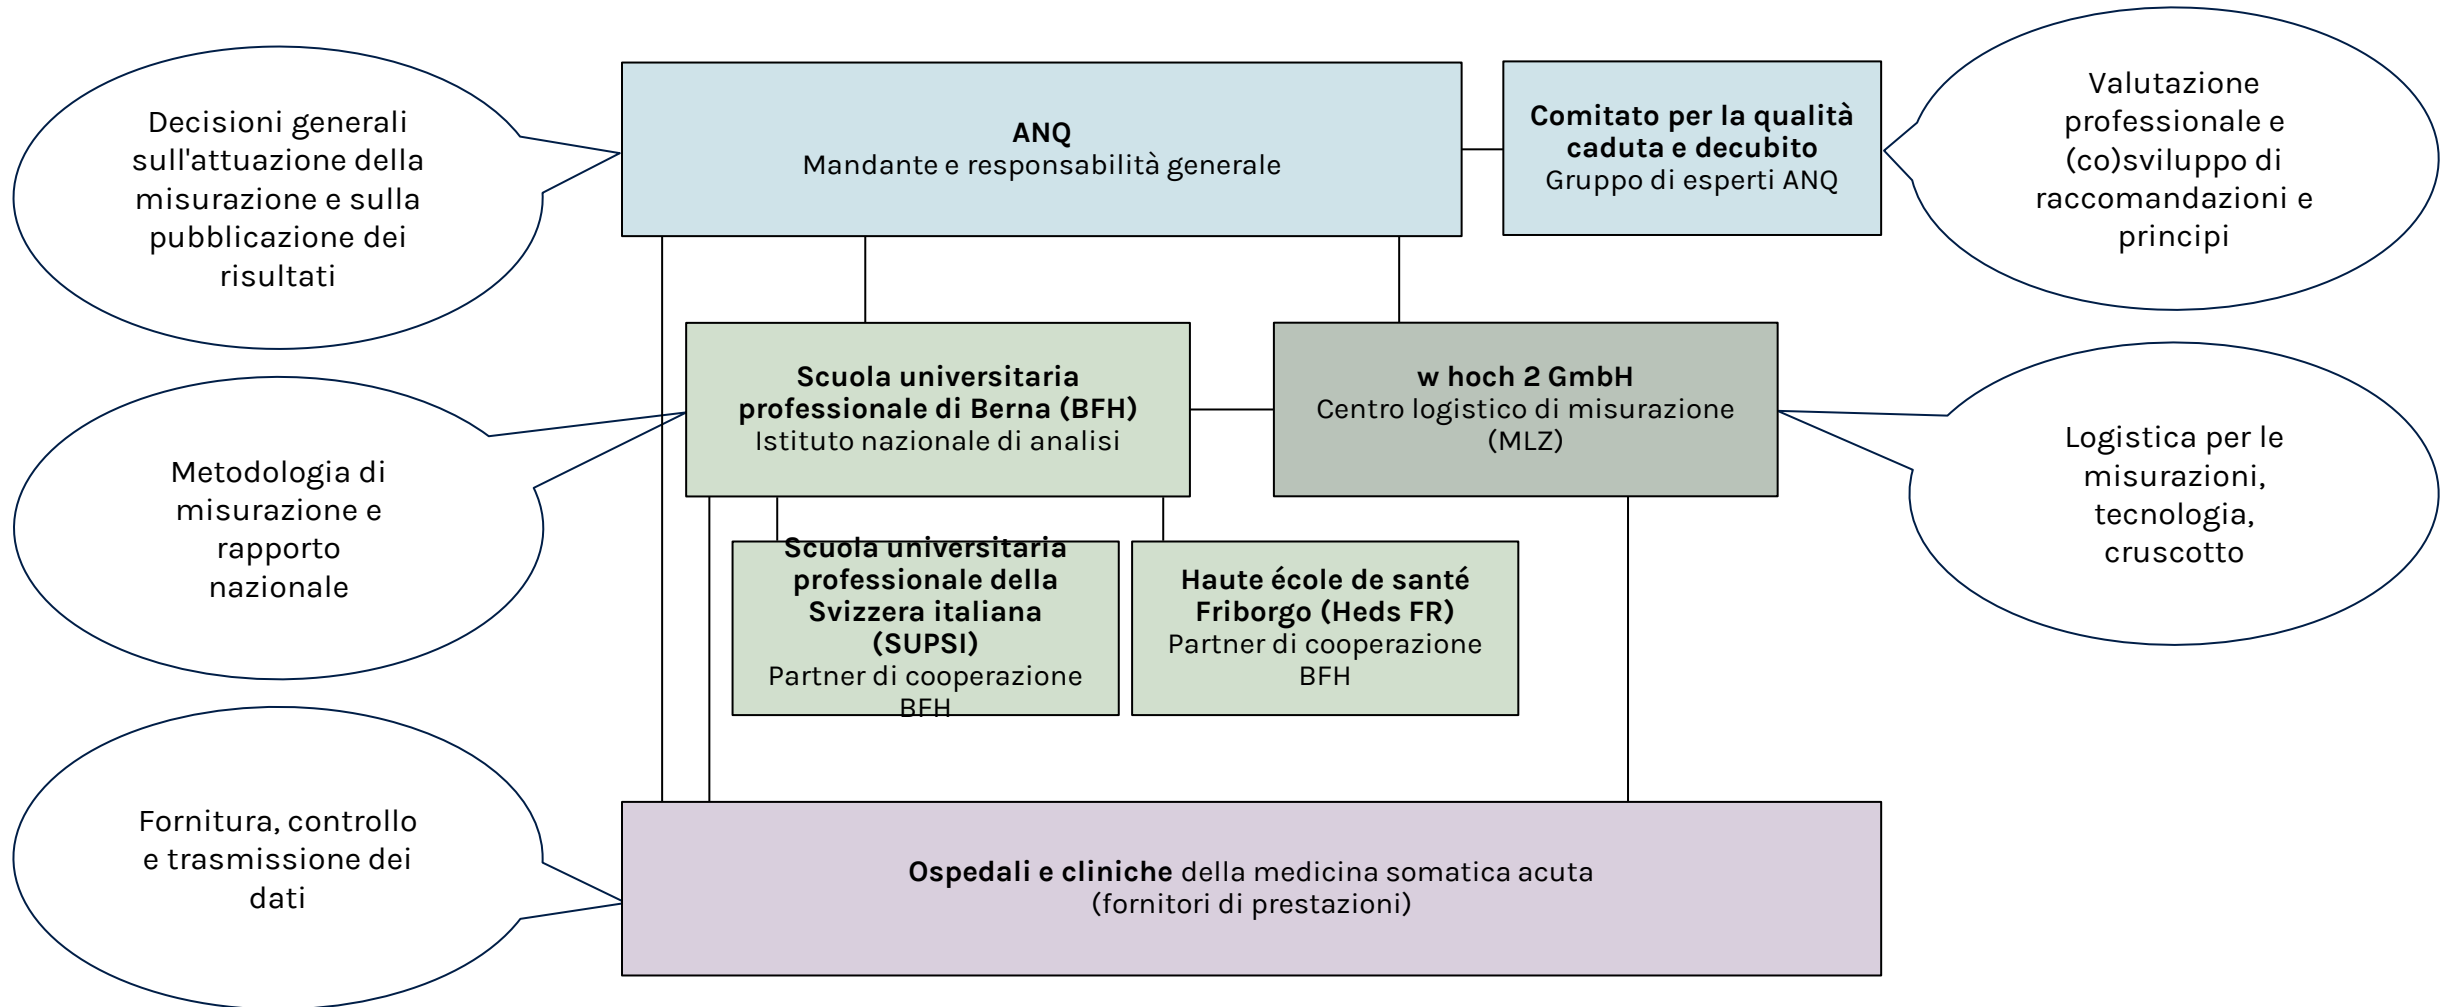 Decisioni generali
sull'attuazione della
misurazione e sulla
pubblicazione dei
risultati
ANQ
Mandante e responsabilità generale
Comitato per la qualità
caduta e decubito
Gruppo di esperti ANQ
Valutazione
professionale e
(co)sviluppo di
raccomandazioni e
principi
Metodologia di
misurazione e
rapporto
nazionale
Scuola universitaria
professionale di Berna (BFH)
Istituto nazionale di analisi
w hoch 2 GmbH
Centro logistico di misurazione
(MLZ)
Logistica per le
misurazioni,
tecnologia,
cruscotto
Scuola universitaria
professionale della
Svizzera italiana
(SUPSI)
Partner di cooperazione
BFH
Haute école de santé
Friborgo (Heds FR)
Partner di cooperazione
BFH
Fornitura, controllo
e trasmissione dei
dati
Ospedali e cliniche della medicina somatica acuta
(fornitori di prestazioni)